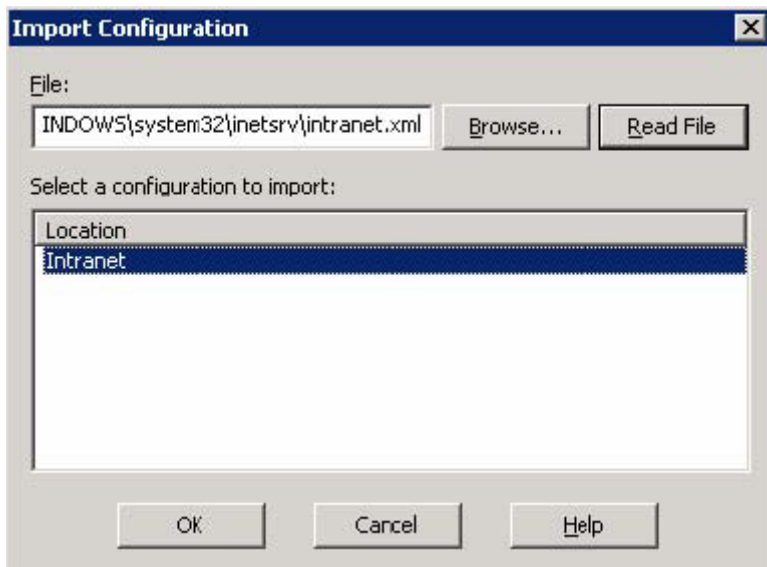 Import Configuration
File:
INDOWS\system32\inetsrv\intranet.xml Browse... Read File
Select a configuration to import:
Location
Intranet
OK Cancel Help